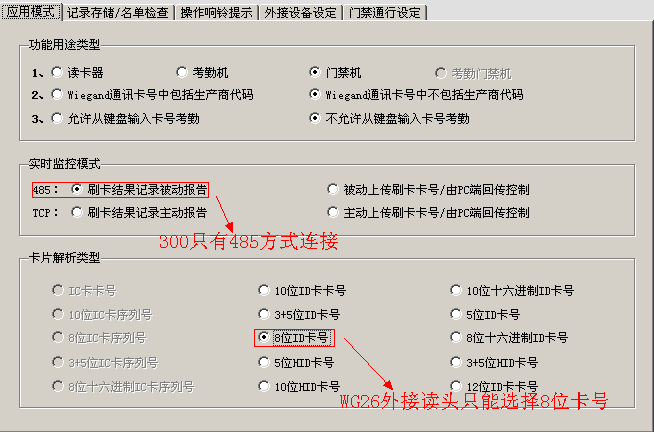 应用模式 记录存储/名单检查 操作响铃提示 外接设备设定 门禁通行设定
功能用途类型
1、 读卡器 考勤机 门禁机 考勤门禁机
2、 Wiegand通讯卡号中包括生产商代码 Wiegand通讯卡号中不包括生产商代码
3、 允许从键盘输入卡号考勤 不允许从键盘输入卡号考勤
实时监控模式
485： 刷卡结果记录被动报告 被动上传刷卡卡号/由PC端回传控制
TCP： 刷卡结果记录主动报告 主动上传刷卡卡号/由PC端回传控制
300只有485方式连接
卡片解析类型
IC卡卡号 10位ID卡卡号 10位十六进制ID卡号
10位IC卡序列号 3+5位ID卡号 5位ID卡号
8位IC卡序列号 8位ID卡号 8位十六进制ID卡号
3+5位IC卡序列号 5位HID卡号 3+5位HID卡号
8位十六进制IC卡序列号 10位HID卡号 12位ID卡卡号
WG26外接读头只能选择8位卡号